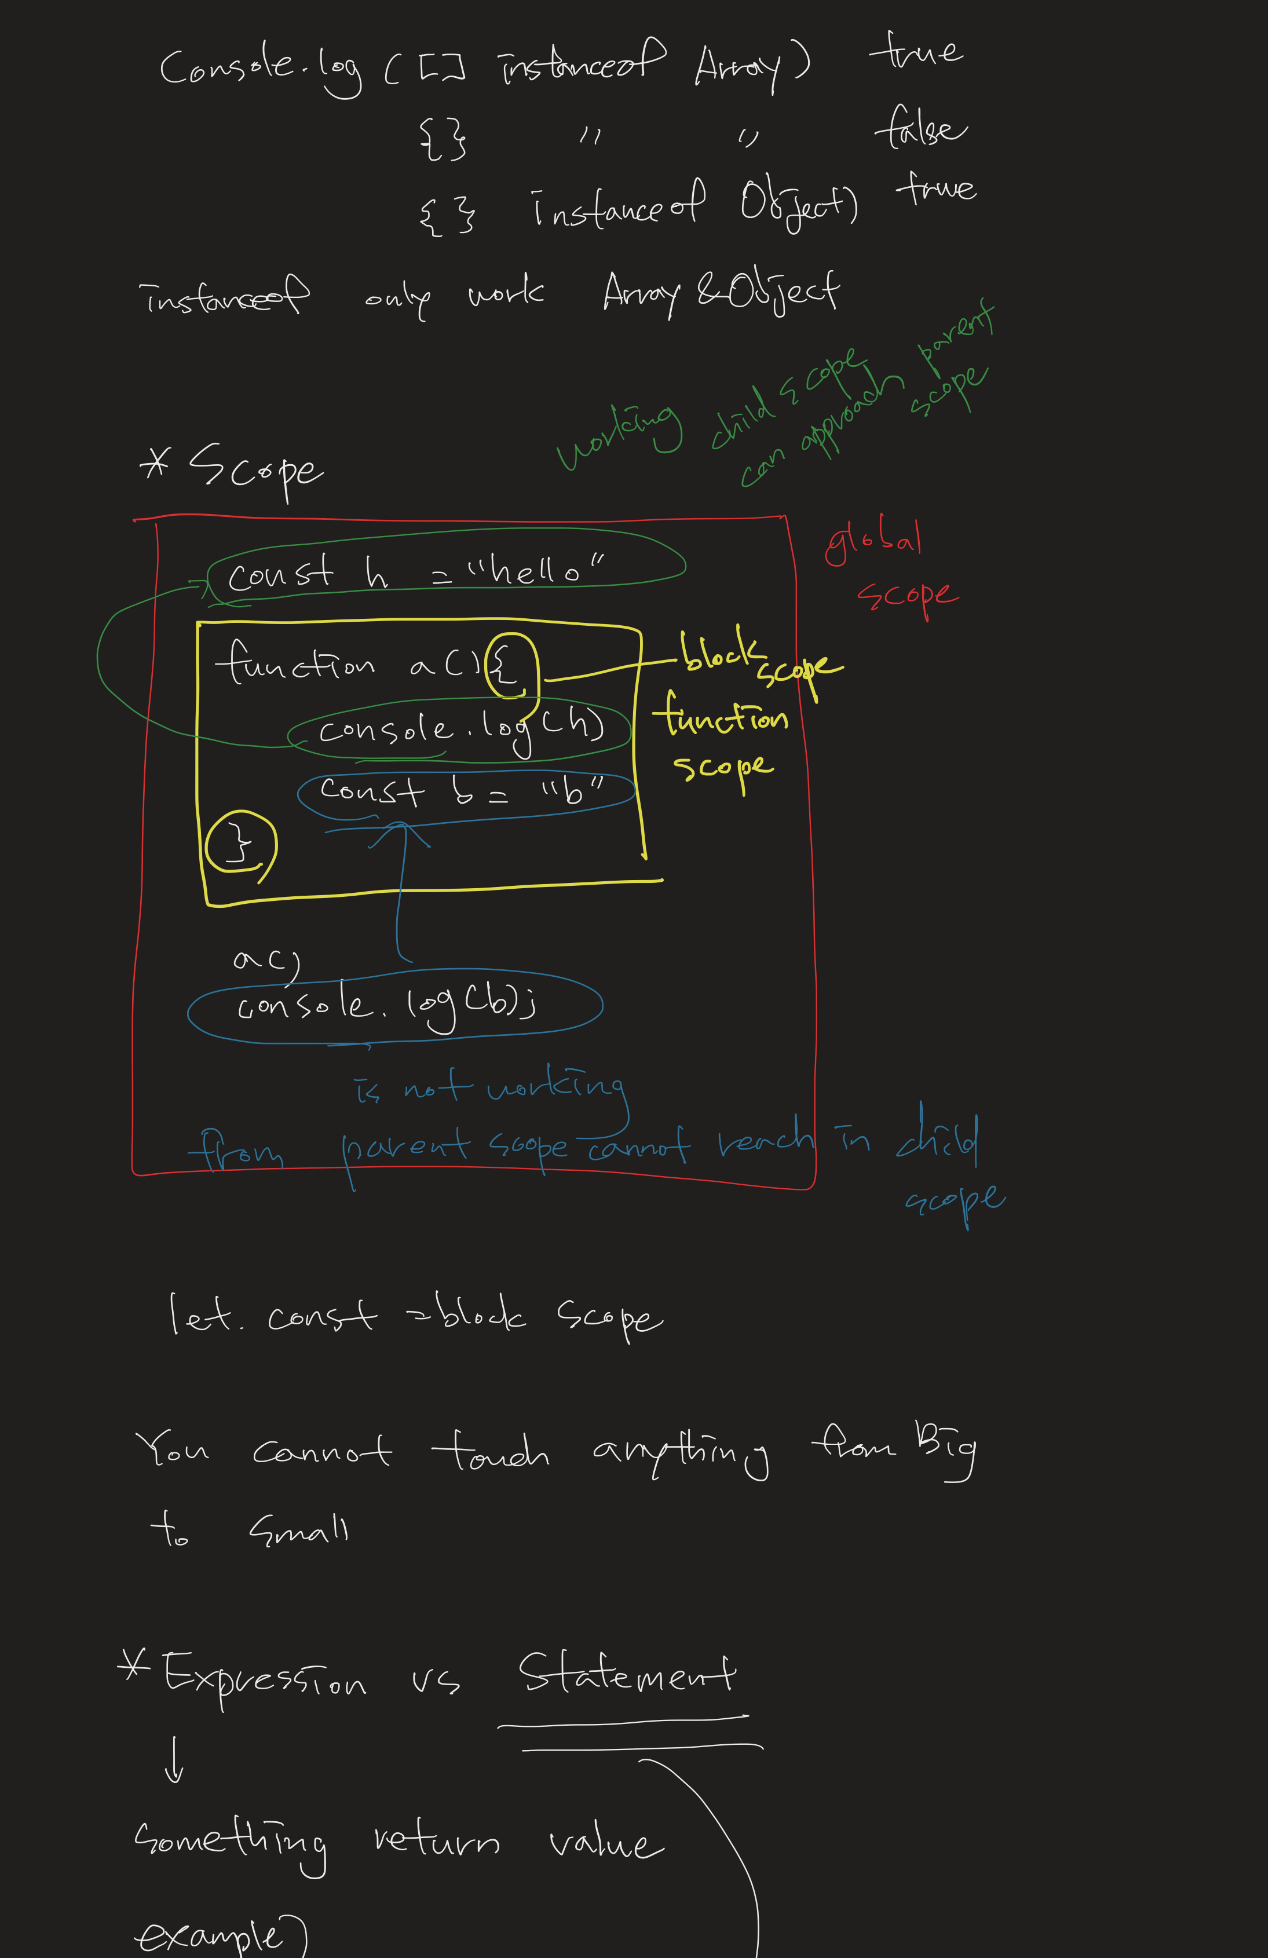 Console.log ([] instanceof Array) true
{} " " false
{} instanceof Object) true
instanceof only work Array & Object
working child scope can approach parent scope
* Scope
global scope
const h = "hello"
function a(){
block scope
console.log(h)
function scope
const b = "b"
}
a()
console.log(b);
is not working
from parent scope cannot reach in child
scope
let. const = block scope
You cannot touch anything from Big
to small
* Expression vs Statement
↓
something return value
example)